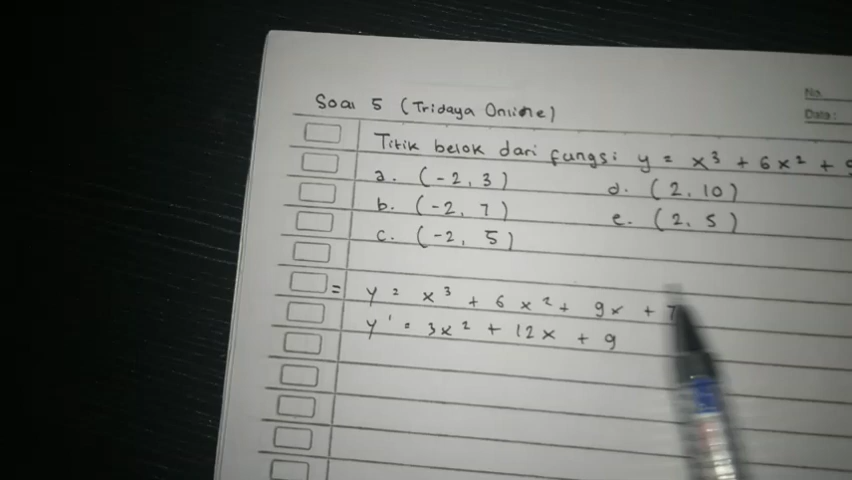 No
Date:
Soal 5 (Tridaya Online)
Titik belok dari fungsi y = x³ + 6x² + 9
a. (-2, 3) d. (2, 10)
b. (-2, 7) e. (2, 5)
c. (-2, 5)
= y = x³ + 6x² + 9x + 7
y' = 3x² + 12x + 9